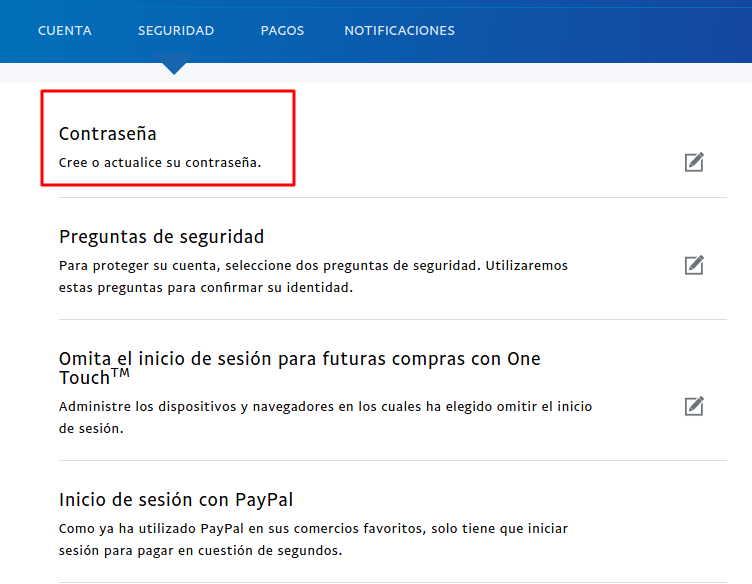 CUENTA SEGURIDAD PAGOS NOTIFICACIONES
Contraseña
Cree o actualice su contraseña.
Preguntas de seguridad
Para proteger su cuenta, seleccione dos preguntas de seguridad. Utilizaremos
estas preguntas para confirmar su identidad.
Omita el inicio de sesión para futuras compras con One
Touch™
Administre los dispositivos y navegadores en los cuales ha elegido omitir el inicio
de sesión.
Inicio de sesión con PayPal
Como ya ha utilizado PayPal en sus comercios favoritos, solo tiene que iniciar
sesión para pagar en cuestión de segundos.